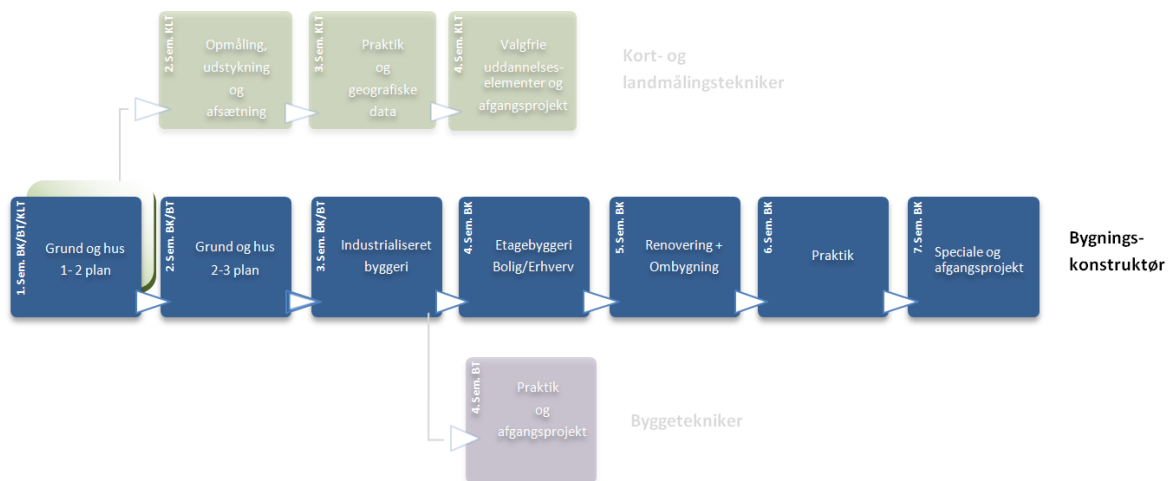 2. Sem. KLT
Opmåling,
udstykning
og
afsætning
3. Sem. KLT
Praktik
og
geografiske
data
4. Sem. KLT
Valgfrie
uddannelses-
elementer og
afgangsprojekt
Kort- og
landmålingstekniker
1. Sem. BK/BT/KLT
Grund og hus
1- 2 plan
2. Sem. BK/BT
Grund og hus
2-3 plan
3. Sem. BK/BT
Industrialiseret
byggeri
4. Sem. BK
Etagebyggeri
Bolig/Erhverv
5. Sem. BK
Renovering +
Ombygning
6. Sem. BK
Praktik
7. Sem. BK
Speciale og
afgangsprojekt
Bygnings-
konstruktør
4. Sem. BT
Praktik
og
afgangsprojekt
Byggetekniker